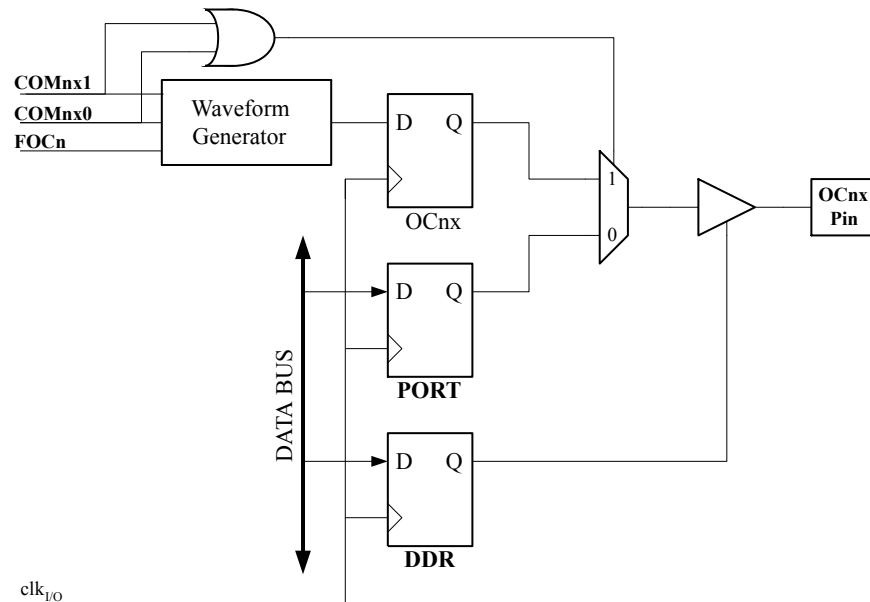 COMnx1
COMnx0
FOCn
Waveform
Generator
D Q
OCnx
1
0
OCnx
Pin
D Q
PORT
DATA BUS
D Q
DDR
clkI/O